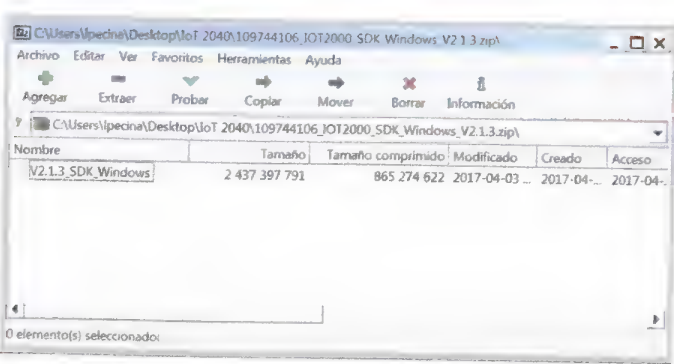 C:\Users\lpecina\Desktop\IoT 2040\109744106_IOT2000_SDK_Windows_V2.1.3.zip\
Archivo Editar Ver Favoritos Herramientas Ayuda
Agregar Extraer Probar Copiar Mover Borrar Información
C:\Users\lpecina\Desktop\IoT 2040\109744106_IOT2000_SDK_Windows_V2.1.3.zip\
Nombre Tamaño Tamaño comprimido Modificado Creado Acceso
V2.1.3_SDK_Windows 2 437 397 791 865 274 622 2017-04-03 ... 2017-04-... 2017-04-.
0 elemento(s) seleccionado(